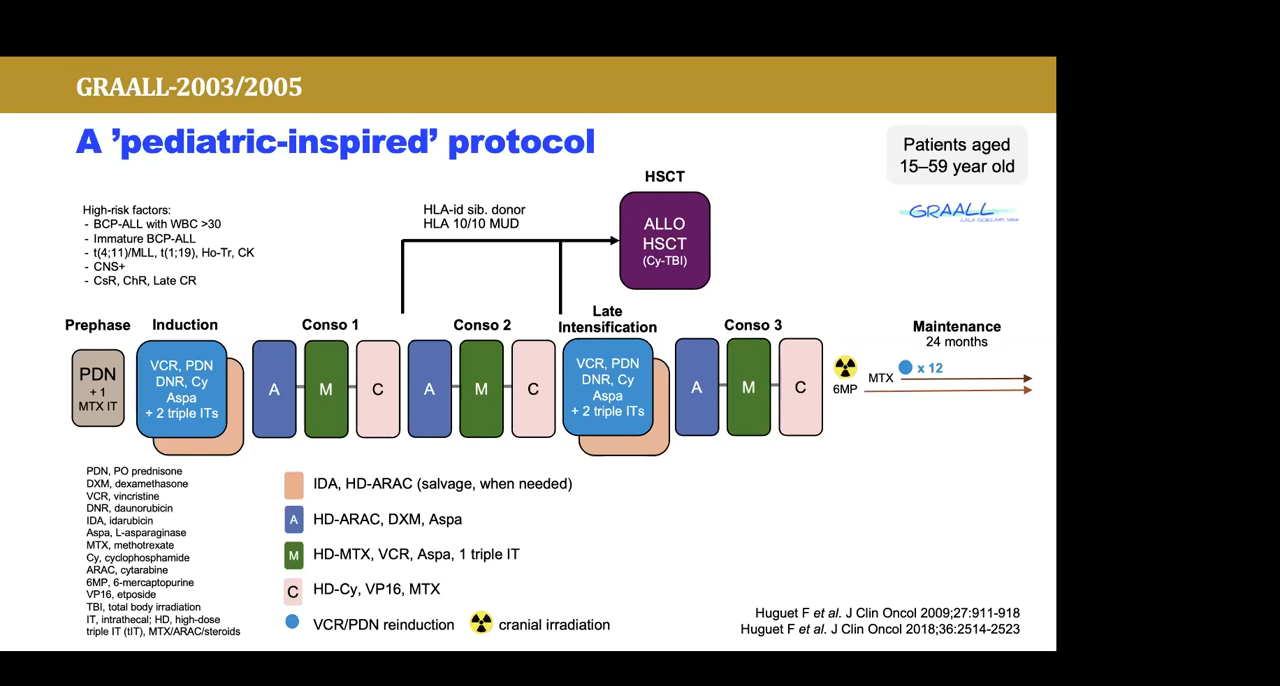 GRAALL-2003/2005
A ’pediatric-inspired’ protocol
Patients aged
15–59 year old
GRAALL
HSCT
High-risk factors:
- BCP-ALL with WBC >30
- Immature BCP-ALL
- t(4;11)/MLL, t(1;19), Ho-Tr, CK
- CNS+
- CsR, ChR, Late CR
HLA-id sib. donor
HLA 10/10 MUD
ALLO
HSCT
(Cy-TBI)
Prephase
Induction
Conso 1
Conso 2
Late
Intensification
Conso 3
Maintenance
24 months
PDN
+ 1
MTX IT
VCR, PDN
DNR, Cy
Aspa
+ 2 triple ITs
A
M
C
A
M
C
VCR, PDN
DNR, Cy
Aspa
+ 2 triple ITs
A
M
C
6MP
MTX
x 12
PDN, PO prednisone
DXM, dexamethasone
VCR, vincristine
DNR, daunorubicin
IDA, idarubicin
Aspa, L-asparaginase
MTX, methotrexate
Cy, cyclophosphamide
ARAC, cytarabine
6MP, 6-mercaptopurine
VP16, etoposide
TBI, total body irradiation
IT, intrathecal; HD, high-dose
triple IT (tIT), MTX/ARAC/steroids
IDA, HD-ARAC (salvage, when needed)
A HD-ARAC, DXM, Aspa
M HD-MTX, VCR, Aspa, 1 triple IT
C HD-Cy, VP16, MTX
VCR/PDN reinduction
cranial irradiation
Huguet F et al. J Clin Oncol 2009;27:911-918
Huguet F et al. J Clin Oncol 2018;36:2514-2523